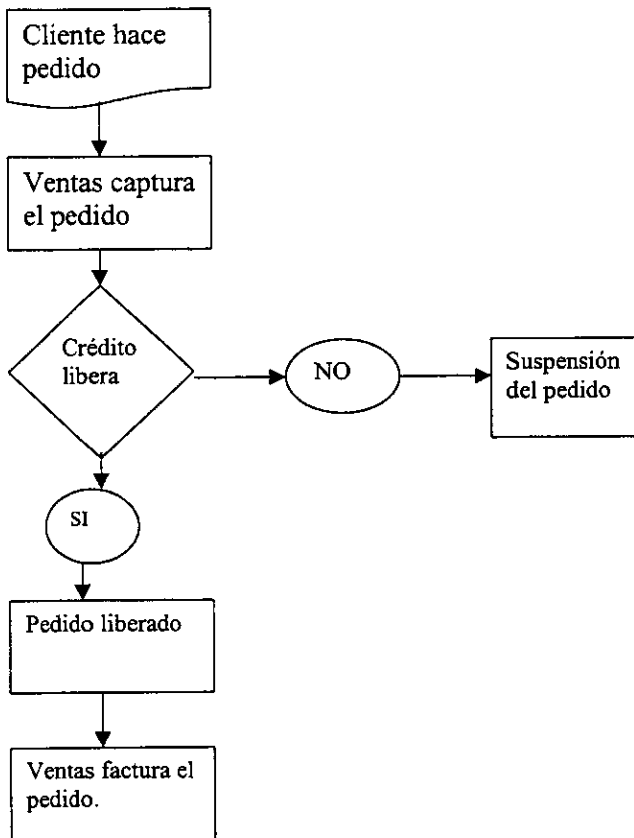 Cliente hace
pedido
Ventas captura
el pedido
Crédito
libera
NO
Suspensión
del pedido
SI
Pedido liberado
Ventas factura el
pedido.